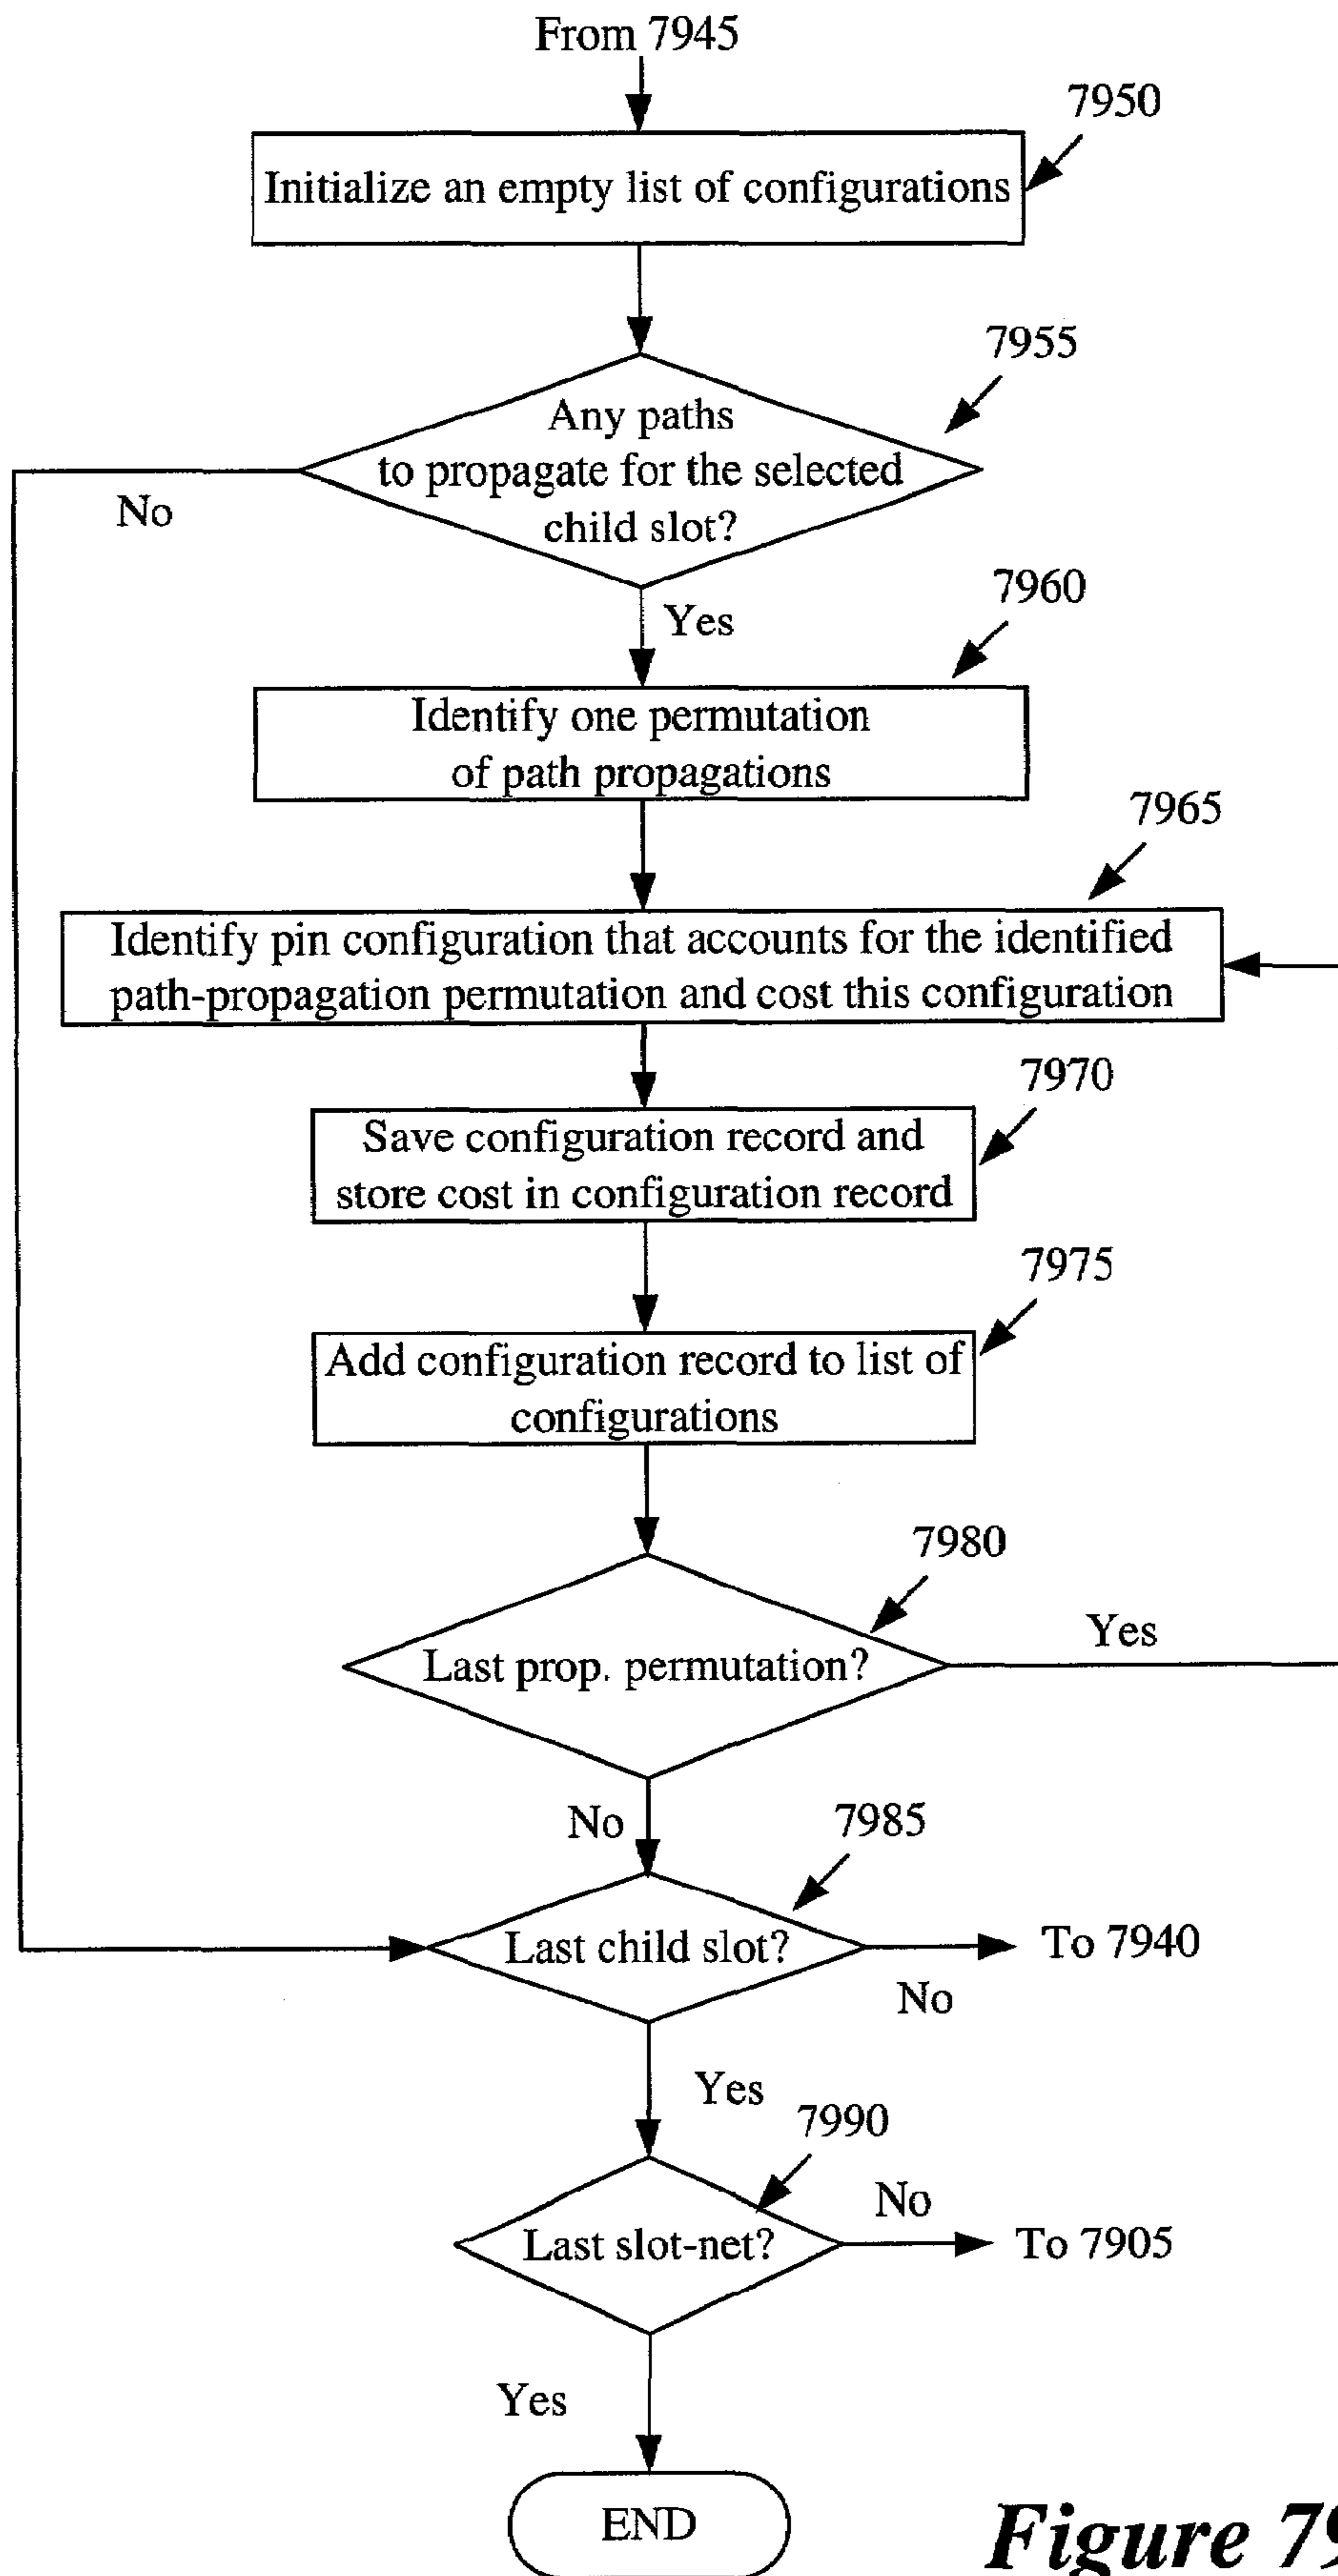 From 7945
7950
Initialize an empty list of configurations
7955
Any paths
to propagate for the selected
child slot?
No
Yes
7960
Identify one permutation
of path propagations
7965
Identify pin configuration that accounts for the identified
path-propagation permutation and cost this configuration
7970
Save configuration record and
store cost in configuration record
7975
Add configuration record to list of
configurations
7980
Last prop. permutation?
Yes
No
7985
Last child slot?
To 7940
No
Yes
7990
Last slot-net?
No
To 7905
Yes
END
Figure 79